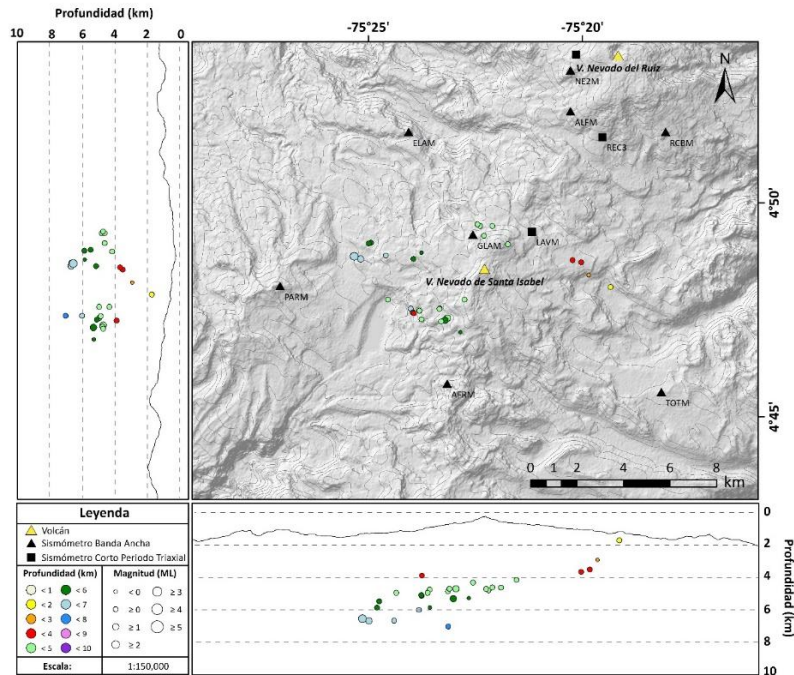 Profundidad (km)
10 8 6 4 2 0
-75°25'
-75°20'
V. Nevado del Ruiz
NE2M
N
ALFM
ELAM
REC3
RCBM
4°50'
GLAM
LAVM
V. Nevado de Santa Isabel
PARM
AFRM
TOTM
4°45'
0 1 2 4 6 8
km
Leyenda
Volcán
Sismómetro Banda Ancha
Sismómetro Corto Periodo Triaxial
Profundidad (km)
Magnitud (ML)
< 1 < 6 < 0 ≥ 3
< 2 < 7 ≥ 0 ≥ 4
< 3 < 8 ≥ 1 ≥ 5
< 4 < 9 ≥ 2
< 5 < 10
Escala: 1:150,000
0
2
4
6
8
10
Profundidad (km)